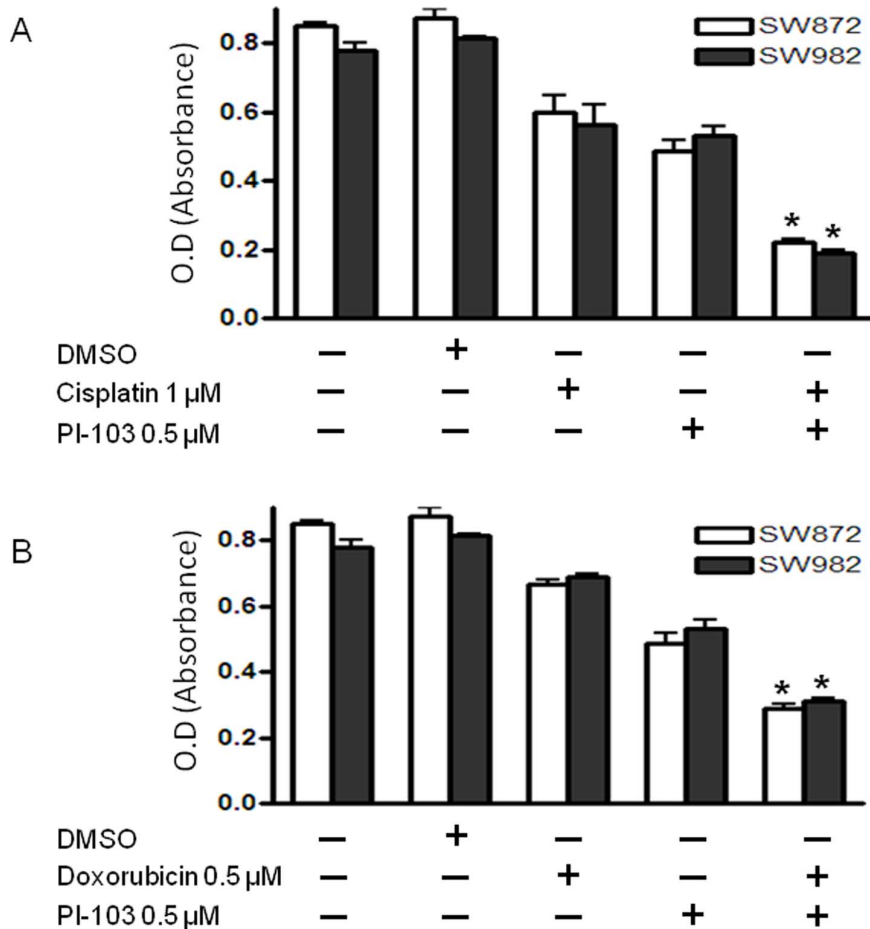 A
SW872
SW982
O.D (Absorbance)
0.8
0.6
0.4
0.2
0.0
* *
DMSO — + — — —
Cisplatin 1 µM — — + — +
PI-103 0.5 µM — — — + +
B
SW872
SW982
O.D (Absorbance)
0.8
0.6
0.4
0.2
0.0
* *
DMSO — + — — —
Doxorubicin 0.5 µM — — + — +
PI-103 0.5 µM — — — + +